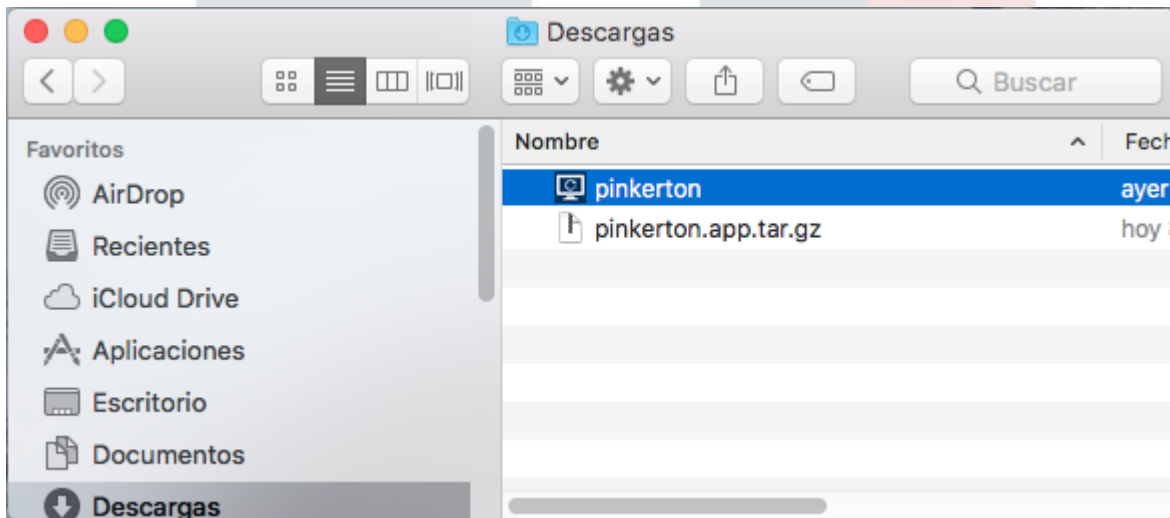 Descargas
Buscar
Favoritos
AirDrop
Recientes
iCloud Drive
Aplicaciones
Escritorio
Documentos
Descargas
Nombre
Fech
pinkerton
ayer
pinkerton.app.tar.gz
hoy